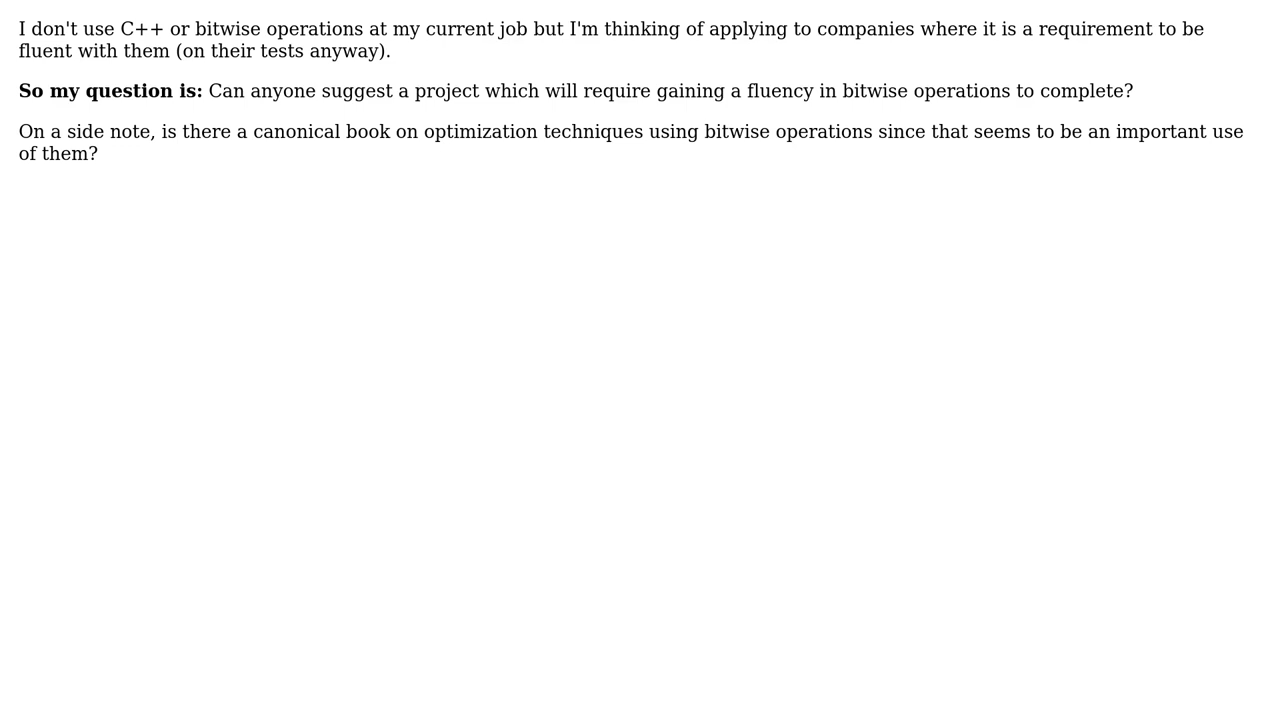 I don't use C++ or bitwise operations at my current job but I'm thinking of applying to companies where it is a requirement to be
fluent with them (on their tests anyway).
So my question is: Can anyone suggest a project which will require gaining a fluency in bitwise operations to complete?
On a side note, is there a canonical book on optimization techniques using bitwise operations since that seems to be an important use
of them?